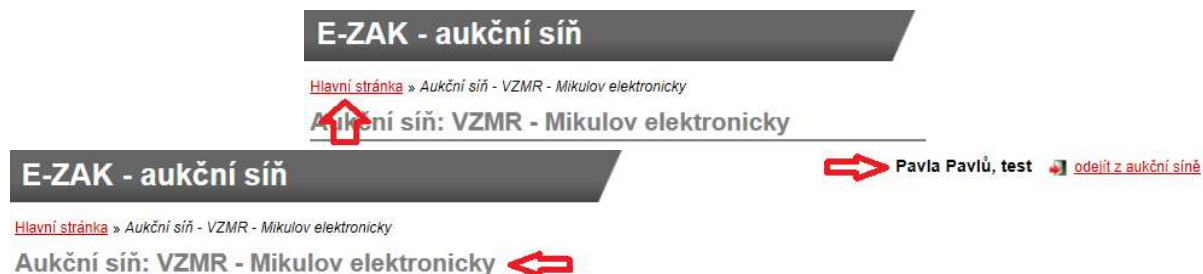 E-ZAK - aukční síň
Hlavní stránka » Aukční síň - VZMR - Mikulov elektronicky
Aukční síň: VZMR - Mikulov elektronicky
E-ZAK - aukční síň
Pavla Pavlů, test odejít z aukční síně
Hlavní stránka » Aukční síň - VZMR - Mikulov elektronicky
Aukční síň: VZMR - Mikulov elektronicky